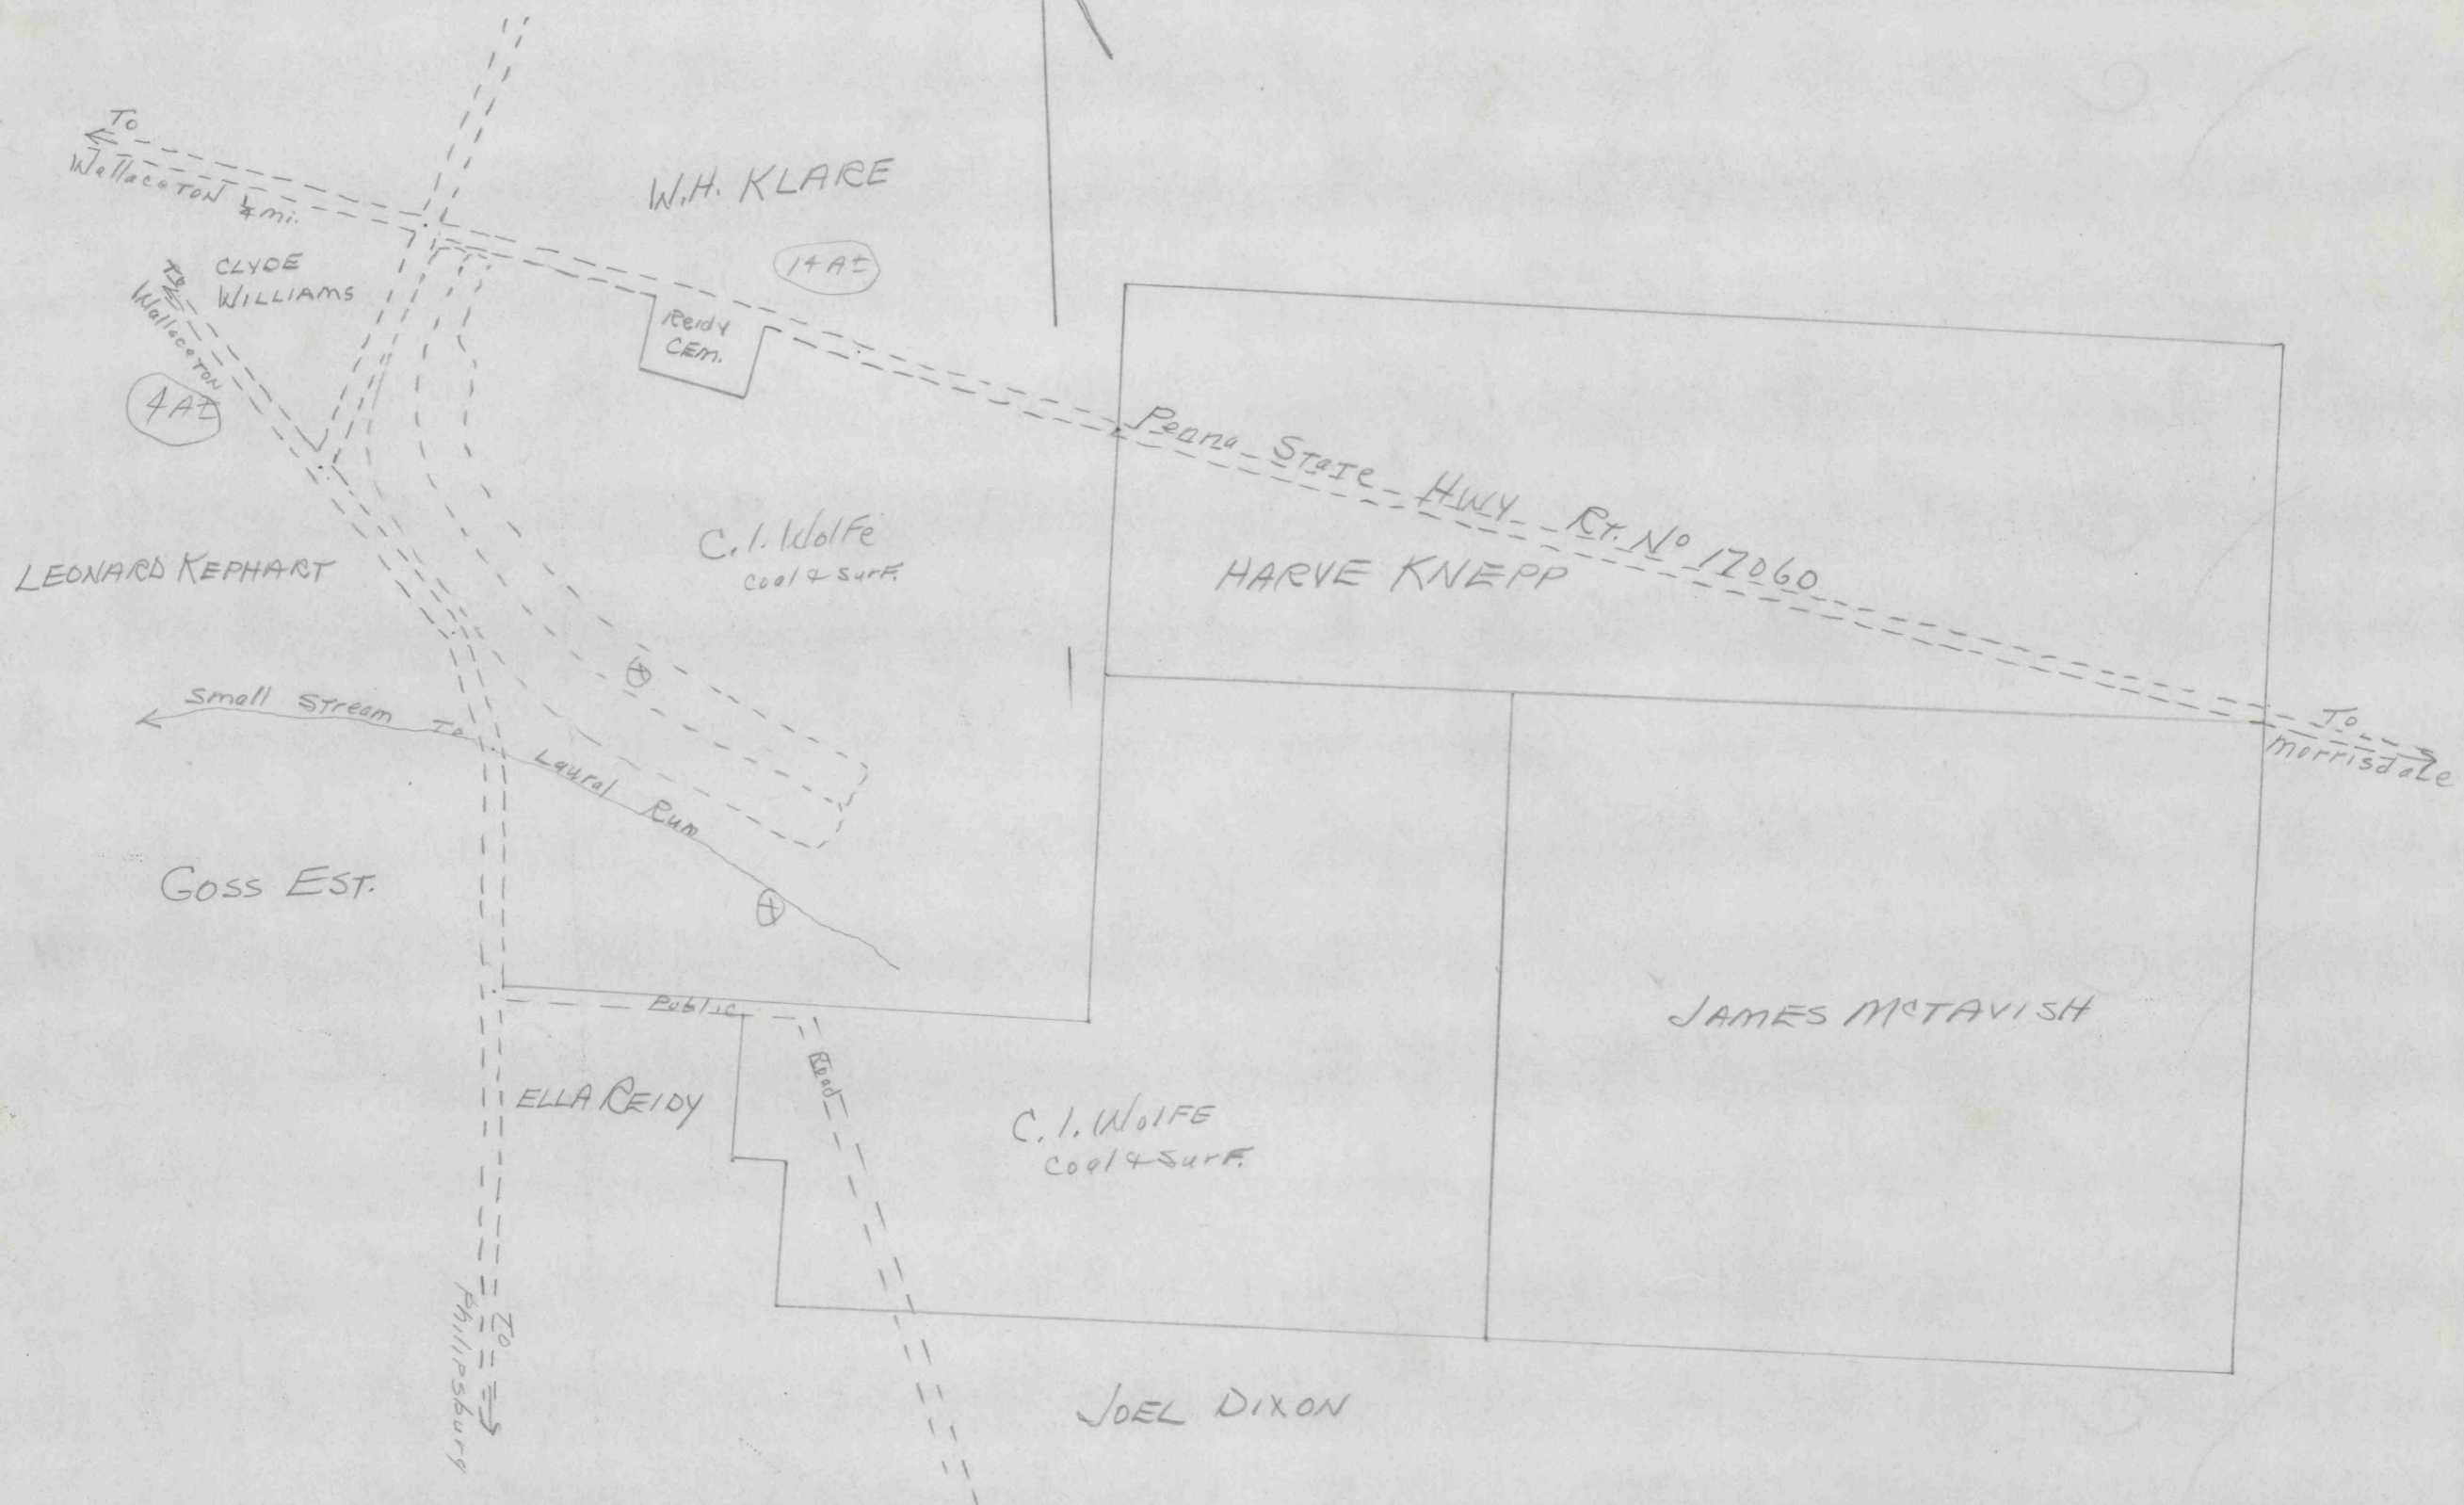 To
Wallaceton ¼ mi.
W.H. KLARE
14 A±
CLYDE
WILLIAMS
To
Wallaceton
4 A±
Reidy
CEM.
Penna State Hwy Rt. No 17060
HARVE KNEPP
C.I. Wolfe
coal & surf.
LEONARD KEPHART
Small Stream To
Laural Run
To
Morrisdale
GOSS EST.
Public
Road
JAMES McTAVISH
ELLA REIDY
C.I. WolFE
coal & surf.
To
Philipsburg
JOEL DIXON